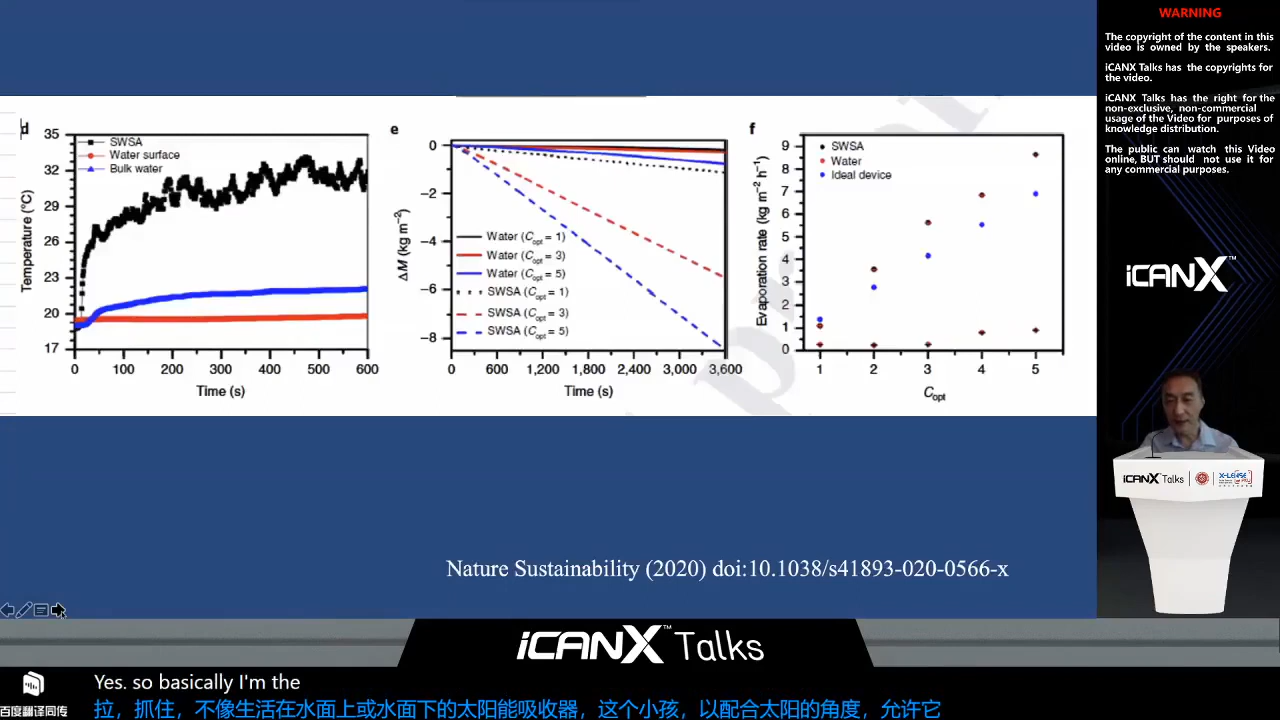 WARNING
The copyright of the content in this
video is owned by the speakers.
iCANX Talks has the copyrights for
the video.
iCANX Talks has the right for the
non-exclusive, non-commercial
usage of the Video for purposes of
knowledge distribution.
The public can watch this Video
online, BUT should not use it for
any commercial purposes.
iCANX™
d
35
32
29
26
23
20
17
Temperature (°C)
SWSA
Water surface
Bulk water
0 100 200 300 400 500 600
Time (s)
e
0
−2
−4
−6
−8
ΔM (kg m−2)
Water (Copt = 1)
Water (Copt = 3)
Water (Copt = 5)
SWSA (Copt = 1)
SWSA (Copt = 3)
SWSA (Copt = 5)
0 600 1,200 1,800 2,400 3,000 3,600
Time (s)
f
9
8
7
6
5
4
3
2
1
0
Evaporation rate (kg m−2 h−1)
SWSA
Water
Ideal device
1 2 3 4 5
Copt
Nature Sustainability (2020) doi:10.1038/s41893-020-0566-x
iCANX Talks
X-LENSE
iCANX™ Talks
Yes. so basically I'm the
拉，抓住，不像生活在水面上或水面下的太阳能吸收器，这个小孩，以配合太阳的角度，允许它
百度翻译同传